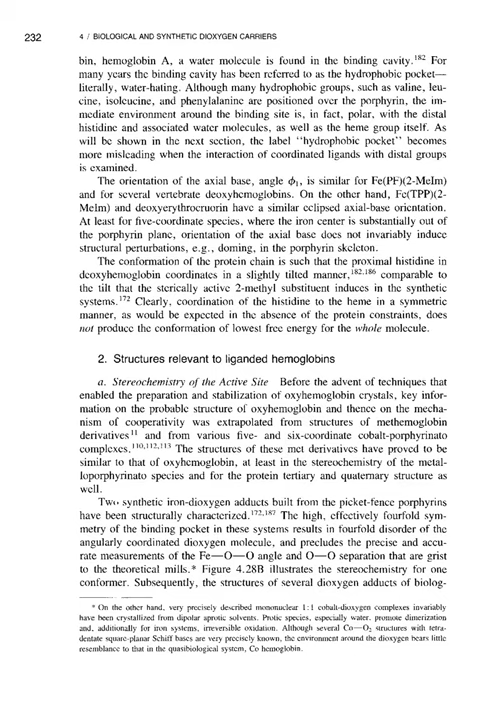 232
4 / BIOLOGICAL AND SYNTHETIC DIOXYGEN CARRIERS
bin, hemoglobin A, a water molecule is found in the binding cavity.182 For
many years the binding cavity has been referred to as the hydrophobic pocket—
literally, water-hating. Although many hydrophobic groups, such as valine, leu-
cine, isoleucine, and phenylalanine are positioned over the porphyrin, the im-
mediate environment around the binding site is, in fact, polar, with the distal
histidine and associated water molecules, as well as the heme group itself. As
will be shown in the next section, the label "hydrophobic pocket" becomes
more misleading when the interaction of coordinated ligands with distal groups
is examined.
The orientation of the axial base, angle ϕ1, is similar for Fe(PF)(2-MeIm)
and for several vertebrate deoxyhemoglobins. On the other hand, Fe(TPP)(2-
MeIm) and deoxyerythrocruorin have a similar eclipsed axial-base orientation.
At least for five-coordinate species, where the iron center is substantially out of
the porphyrin plane, orientation of the axial base does not invariably induce
structural perturbations, e.g., doming, in the porphyrin skeleton.
The conformation of the protein chain is such that the proximal histidine in
deoxyhemoglobin coordinates in a slightly tilted manner,182,186 comparable to
the tilt that the sterically active 2-methyl substituent induces in the synthetic
systems.172 Clearly, coordination of the histidine to the heme in a symmetric
manner, as would be expected in the absence of the protein constraints, does
not produce the conformation of lowest free energy for the whole molecule.
2. Structures relevant to liganded hemoglobins
a. Stereochemistry of the Active Site Before the advent of techniques that
enabled the preparation and stabilization of oxyhemoglobin crystals, key infor-
mation on the probable structure of oxyhemoglobin and thence on the mecha-
nism of cooperativity was extrapolated from structures of methemoglobin
derivatives11 and from various five- and six-coordinate cobalt-porphyrinato
complexes.110,112,113 The structures of these met derivatives have proved to be
similar to that of oxyhemoglobin, at least in the stereochemistry of the metal-
loporphyrinato species and for the protein tertiary and quaternary structure as
well.
Two synthetic iron-dioxygen adducts built from the picket-fence porphyrins
have been structurally characterized.172,187 The high, effectively fourfold sym-
metry of the binding pocket in these systems results in fourfold disorder of the
angularly coordinated dioxygen molecule, and precludes the precise and accu-
rate measurements of the Fe—O—O angle and O—O separation that are grist
to the theoretical mills.* Figure 4.28B illustrates the stereochemistry for one
conformer. Subsequently, the structures of several dioxygen adducts of biolog-
* On the other hand, very precisely described mononuclear 1:1 cobalt-dioxygen complexes invariably
have been crystallized from dipolar aprotic solvents. Protic species, especially water, promote dimerization
and, additionally for iron systems, irreversible oxidation. Although several Co—O2 structures with tetra-
dentate square-planar Schiff bases are very precisely known, the environment around the dioxygen bears little
resemblance to that in the quasibiological system, Co hemoglobin.